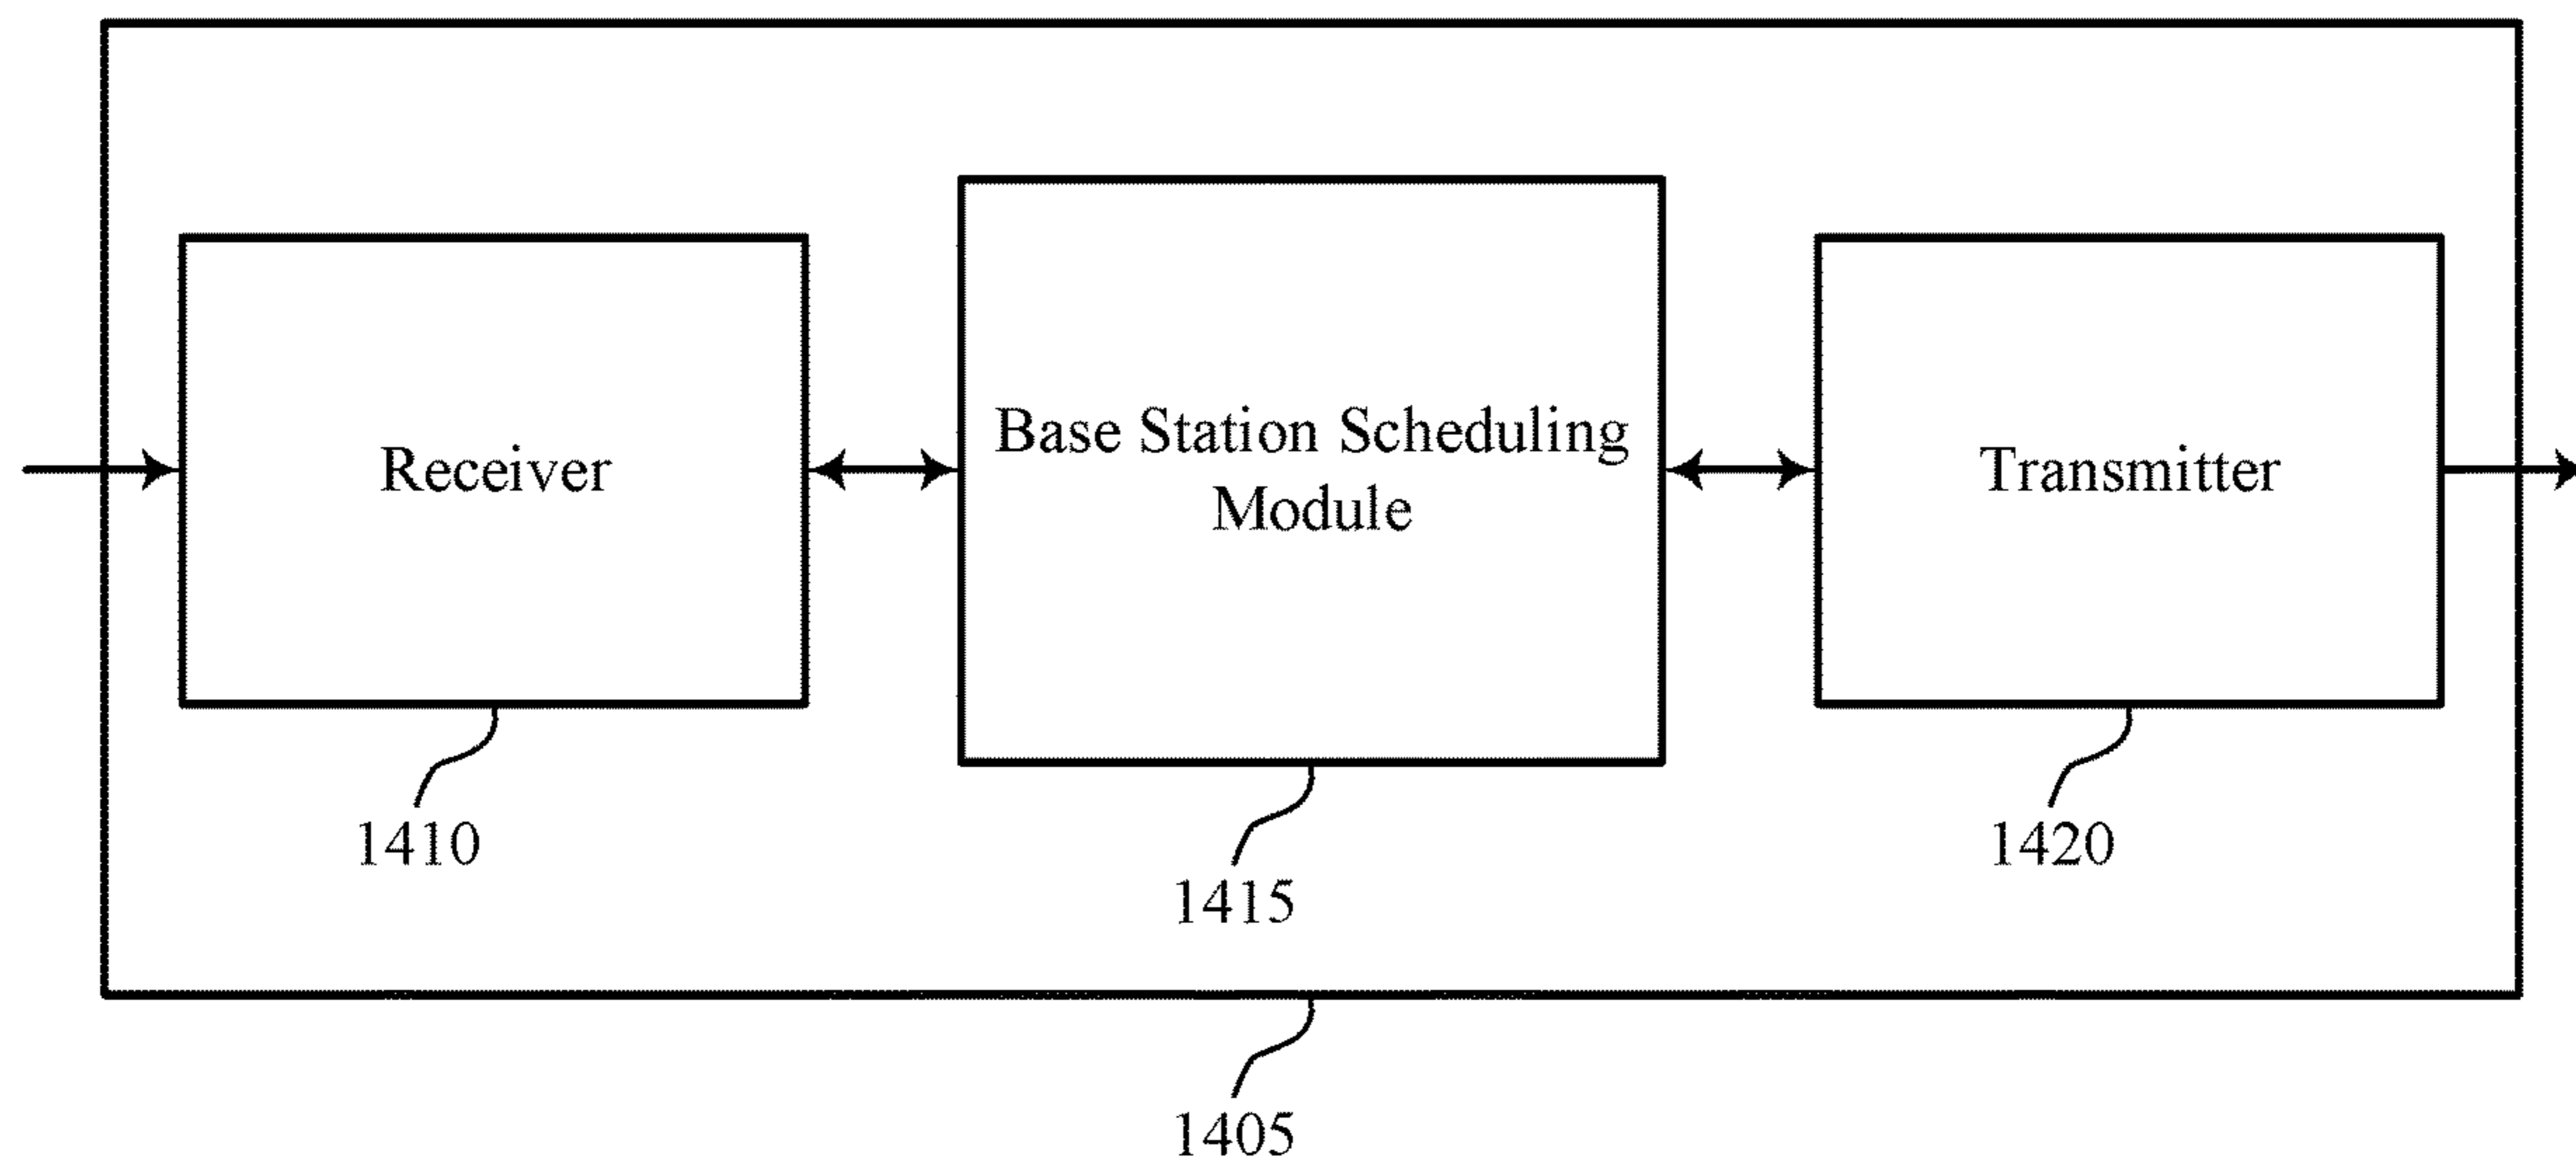 Receiver
Base Station Scheduling
Module
Transmitter
1410
1415
1420
1405